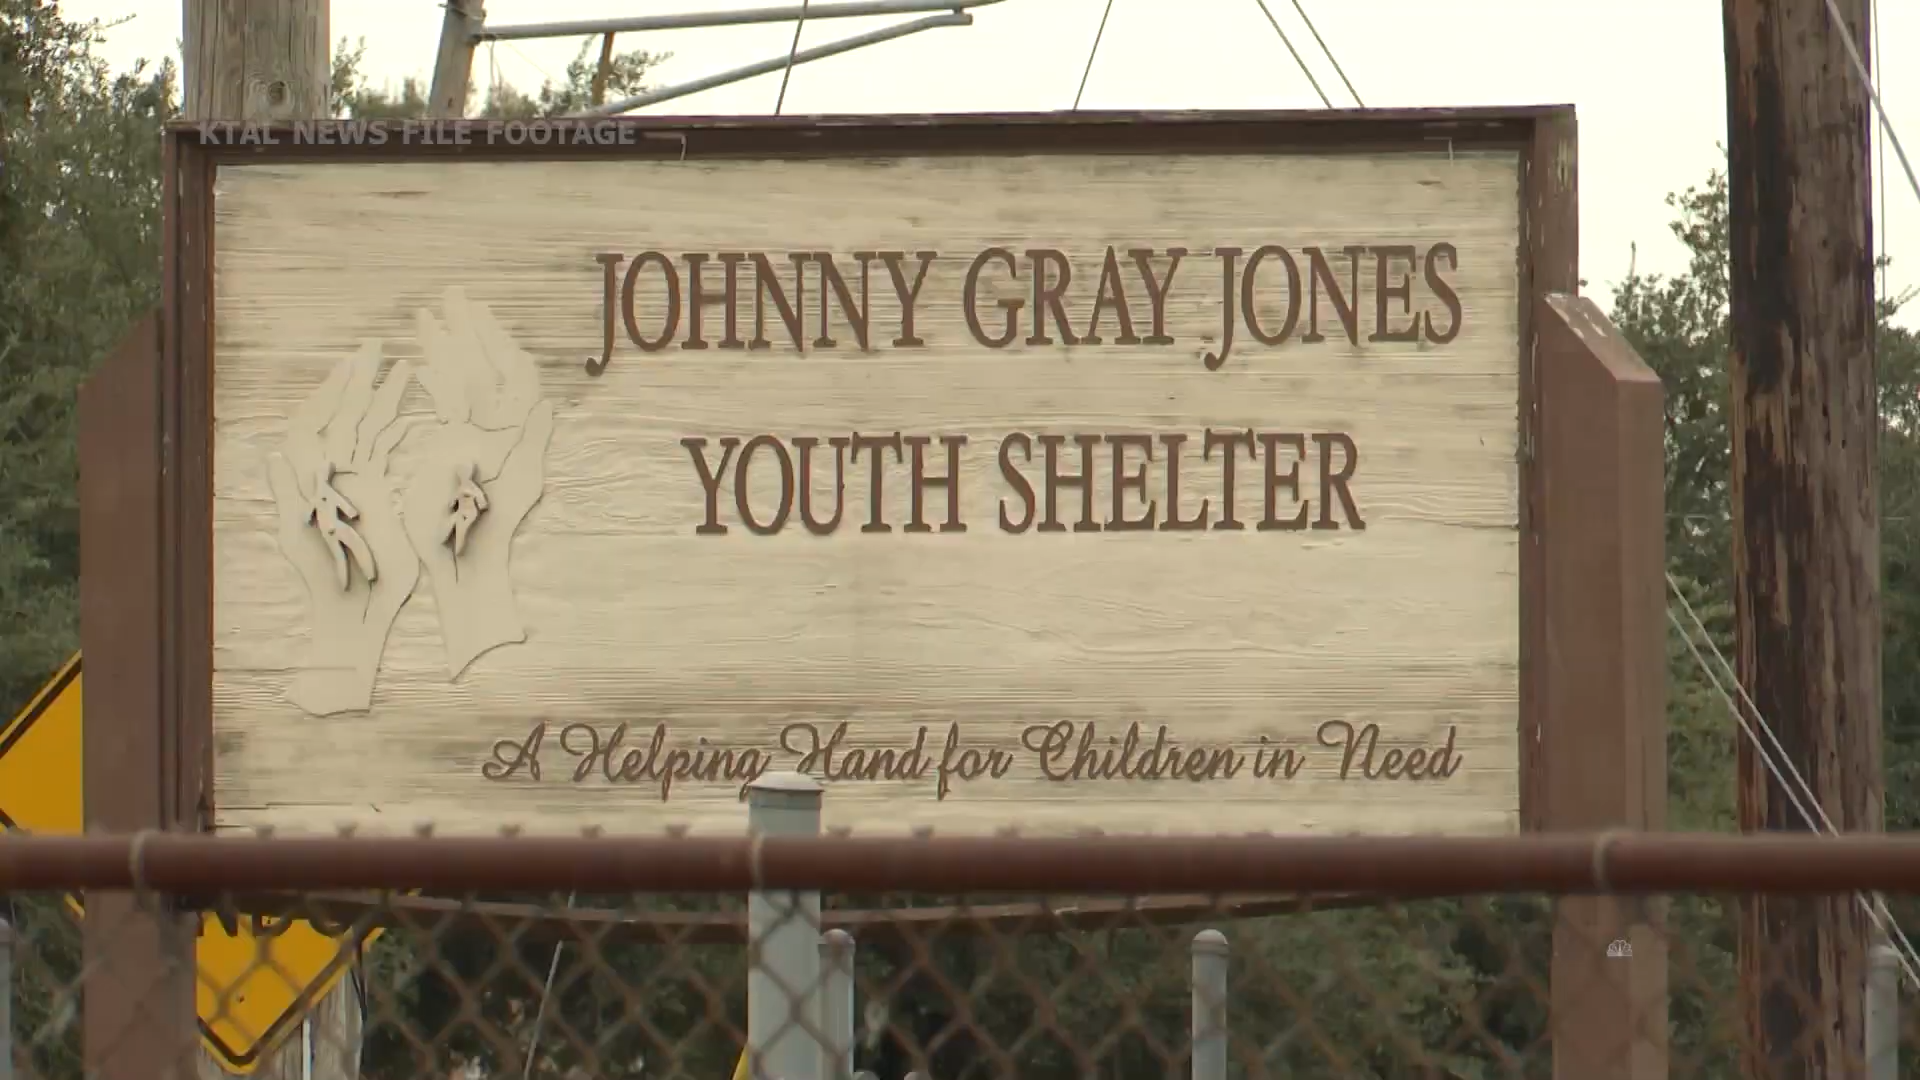 KTAL NEWS FILE FOOTAGE
JOHNNY GRAY JONES
YOUTH SHELTER
A Helping Hand for Children in Need